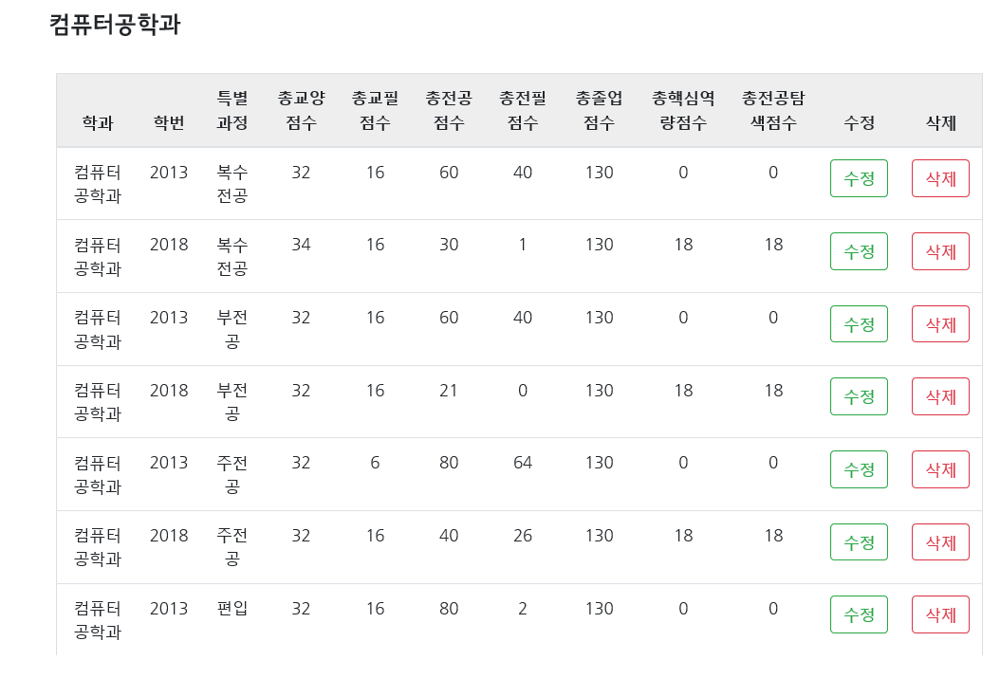 컴퓨터공학과
특별 총교양 총교필 총전공 총전필 총졸업 총핵심역 총전공탐
학과 학번 과정 점수 점수 점수 점수 점수 량점수 색점수 수정 삭제
컴퓨터 2013 복수 32 16 60 40 130 0 0 수정 삭제
공학과 전공
컴퓨터 2018 복수 34 16 30 1 130 18 18 수정 삭제
공학과 전공
컴퓨터 2013 부전 32 16 60 40 130 0 0 수정 삭제
공학과 공
컴퓨터 2018 부전 32 16 21 0 130 18 18 수정 삭제
공학과 공
컴퓨터 2013 주전 32 6 80 64 130 0 0 수정 삭제
공학과 공
컴퓨터 2018 주전 32 16 40 26 130 18 18 수정 삭제
공학과 공
컴퓨터 2013 편입 32 16 80 2 130 0 0 수정 삭제
공학과